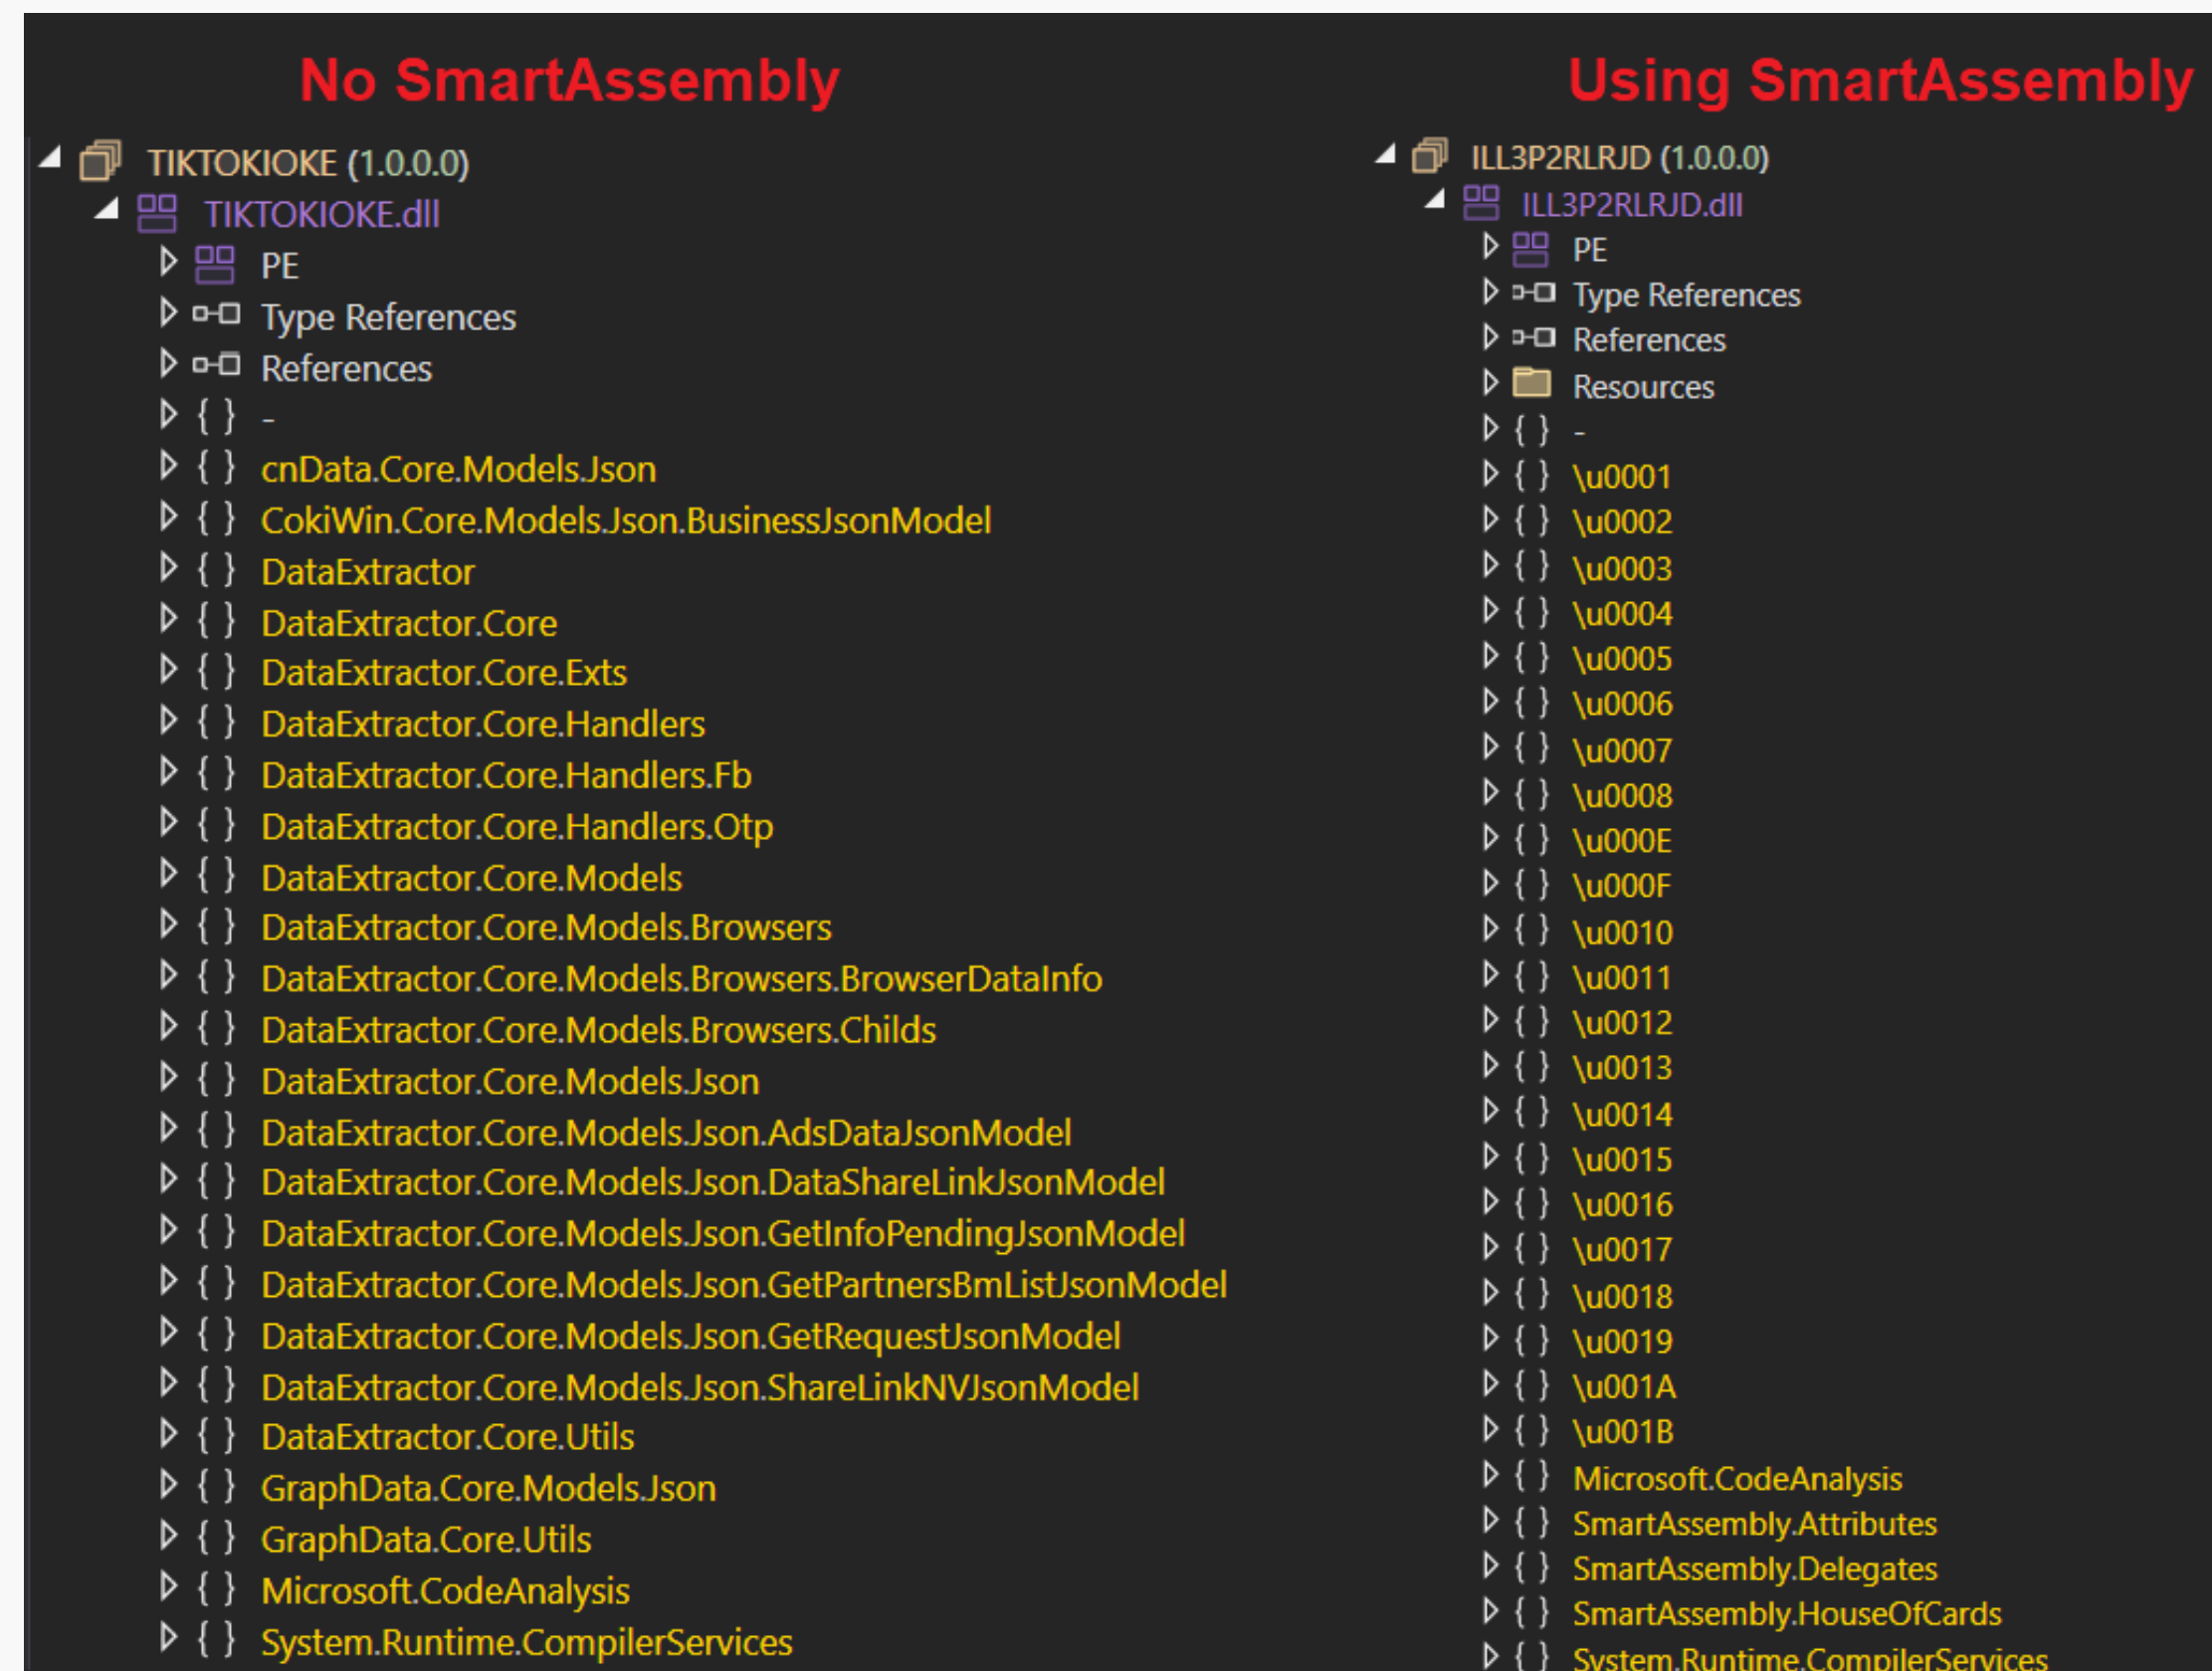 No SmartAssembly
TIKTOKIOKE (1.0.0.0)
TIKTOKIOKE.dll
PE
Type References
References
{ } -
{ } cnData.Core.Models.Json
{ } CokiWin.Core.Models.Json.BusinessJsonModel
{ } DataExtractor
{ } DataExtractor.Core
{ } DataExtractor.Core.Exts
{ } DataExtractor.Core.Handlers
{ } DataExtractor.Core.Handlers.Fb
{ } DataExtractor.Core.Handlers.Otp
{ } DataExtractor.Core.Models
{ } DataExtractor.Core.Models.Browsers
{ } DataExtractor.Core.Models.Browsers.BrowserDataInfo
{ } DataExtractor.Core.Models.Browsers.Childs
{ } DataExtractor.Core.Models.Json
{ } DataExtractor.Core.Models.Json.AdsDataJsonModel
{ } DataExtractor.Core.Models.Json.DataShareLinkJsonModel
{ } DataExtractor.Core.Models.Json.GetInfoPendingJsonModel
{ } DataExtractor.Core.Models.Json.GetPartnersBmListJsonModel
{ } DataExtractor.Core.Models.Json.GetRequestJsonModel
{ } DataExtractor.Core.Models.Json.ShareLinkNVJsonModel
{ } DataExtractor.Core.Utils
{ } GraphData.Core.Models.Json
{ } GraphData.Core.Utils
{ } Microsoft.CodeAnalysis
{ } System.Runtime.CompilerServices
Using SmartAssembly
ILL3P2RLRJD (1.0.0.0)
ILL3P2RLRJD.dll
PE
Type References
References
Resources
{ } -
{ } \u0001
{ } \u0002
{ } \u0003
{ } \u0004
{ } \u0005
{ } \u0006
{ } \u0007
{ } \u0008
{ } \u000E
{ } \u000F
{ } \u0010
{ } \u0011
{ } \u0012
{ } \u0013
{ } \u0014
{ } \u0015
{ } \u0016
{ } \u0017
{ } \u0018
{ } \u0019
{ } \u001A
{ } \u001B
{ } Microsoft.CodeAnalysis
{ } SmartAssembly.Attributes
{ } SmartAssembly.Delegates
{ } SmartAssembly.HouseOfCards
{ } System.Runtime.CompilerServices